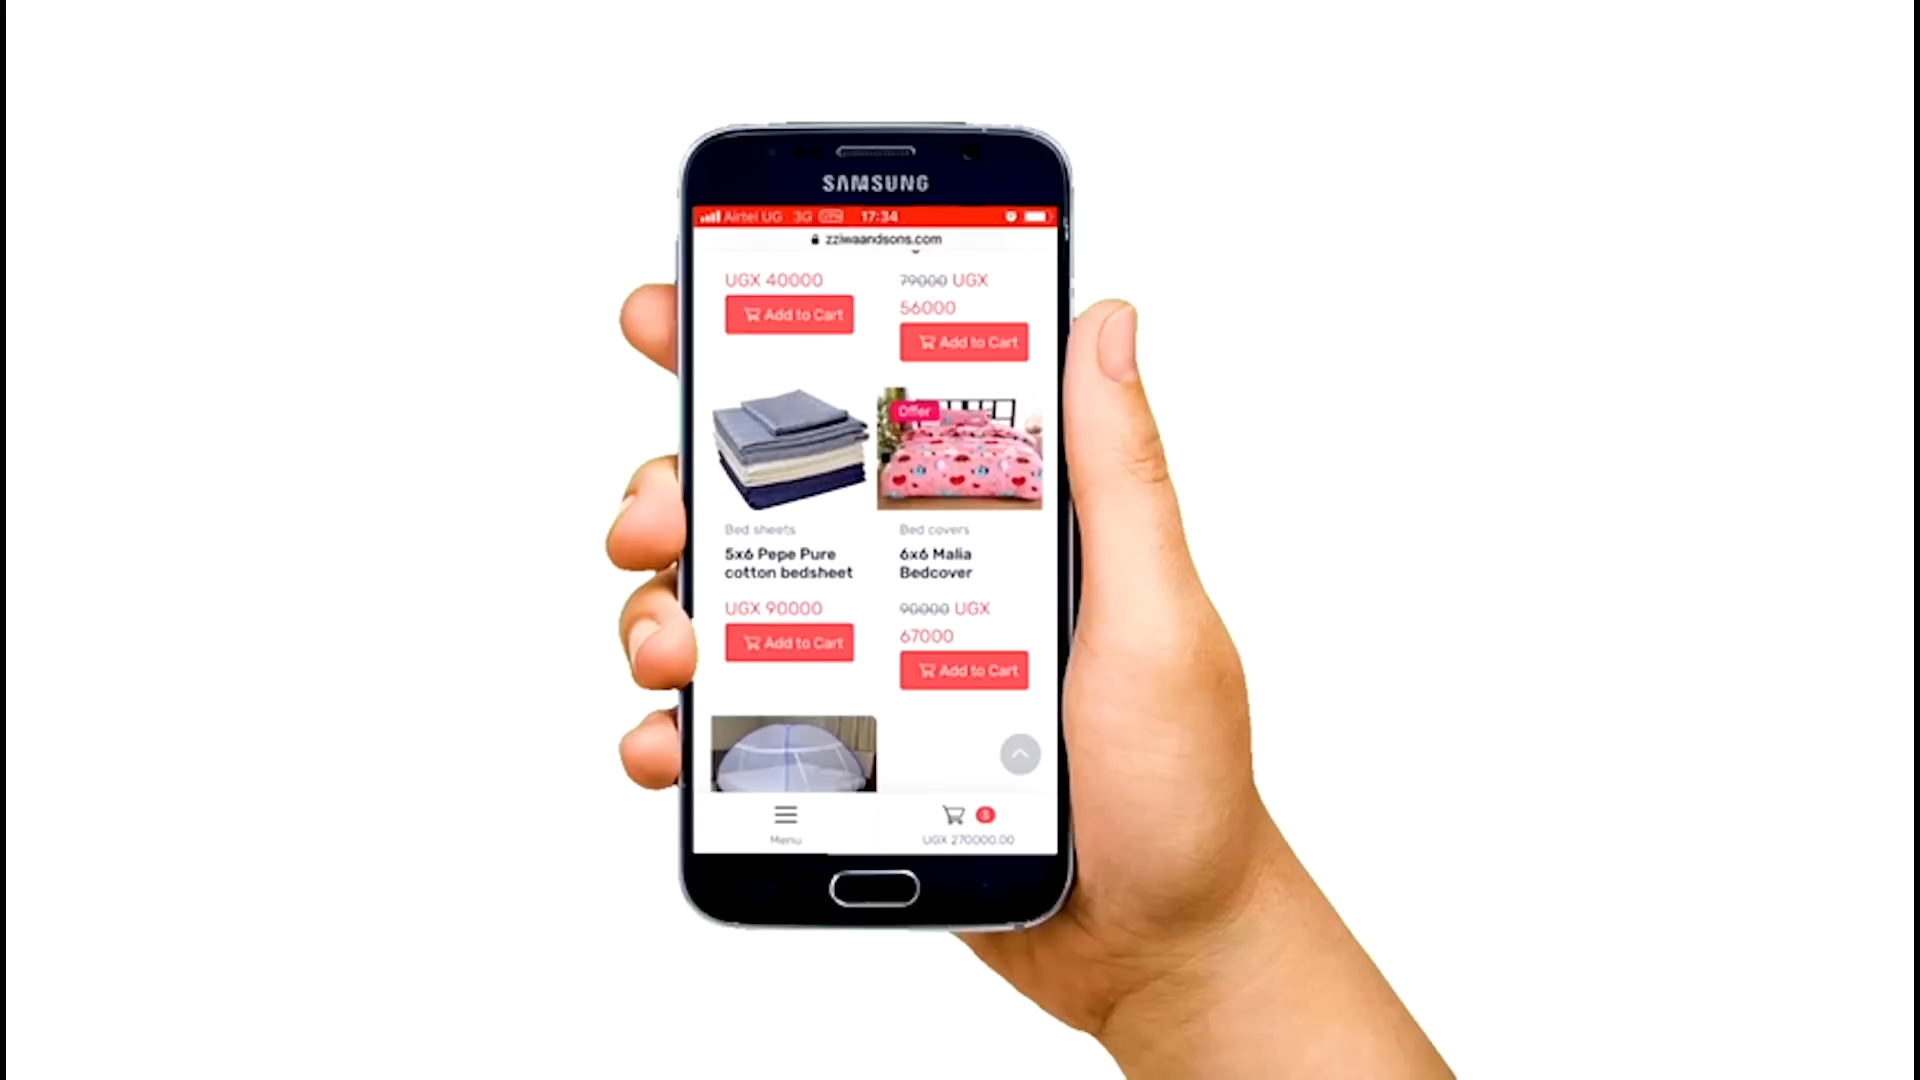 SAMSUNG
Airtel UG 3G VPN 17:34
zziwaandsons.com
UGX 40000
Add to Cart
79000 UGX
56000
Add to Cart
Offer
Bed sheets
5x6 Pepe Pure
cotton bedsheet
UGX 90000
Add to Cart
Bed covers
6x6 Malia
Bedcover
90000 UGX
67000
Add to Cart
Menu
UGX 270000.00